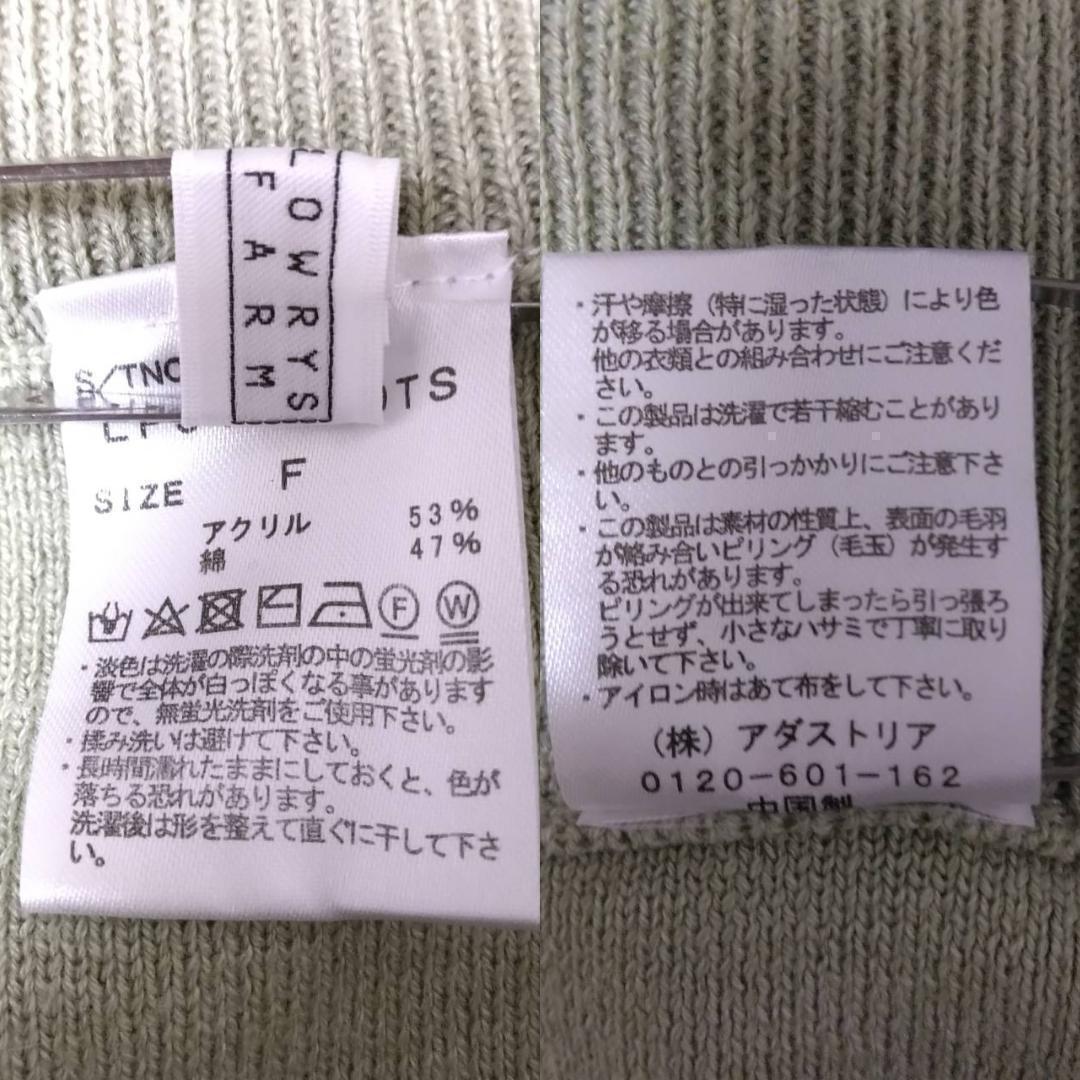 LOWRYS
FARM
S/TNC
OTS
SIZE F
アクリル 53%
綿 47%
F W
・淡色は洗濯の際洗剤の中の蛍光剤の影
響で全体が白っぽくなる事があります
ので、無蛍光洗剤をご使用下さい。
・揉み洗いは避けて下さい。
・長時間濡れたままにしておくと、色が
落ちる恐れがあります。
洗濯後は形を整えて直ぐに干して下さ
い。
・汗や摩擦（特に湿った状態）により色
が移る場合があります。
他の衣類との組み合わせにご注意くだ
さい。
・この製品は洗濯で若干縮むことがあり
ます。
・他のものとの引っかかりにご注意下さ
い。
・この製品は素材の性質上、表面の毛羽
が絡み合いピリング（毛玉）が発生す
る恐れがあります。
ピリングが出来てしまったら引っ張ろ
うとせず、小さなハサミで丁寧に取り
除いて下さい。
・アイロン時はあて布をして下さい。
（株）アダストリア
0120-601-162
中国製